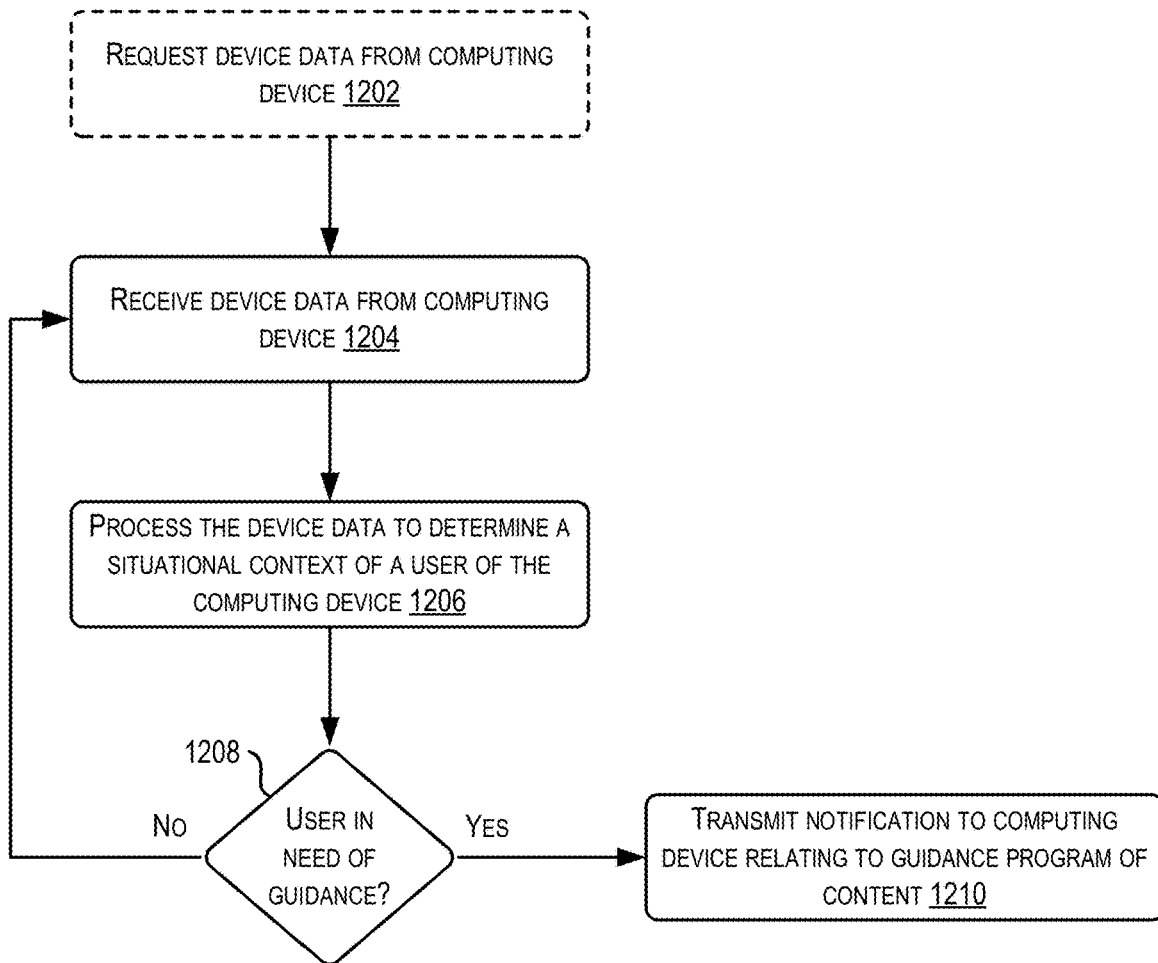 REQUEST DEVICE DATA FROM COMPUTING
DEVICE 1202
RECEIVE DEVICE DATA FROM COMPUTING
DEVICE 1204
PROCESS THE DEVICE DATA TO DETERMINE A
SITUATIONAL CONTEXT OF A USER OF THE
COMPUTING DEVICE 1206
1208
NO
USER IN
NEED OF
GUIDANCE?
YES
TRANSMIT NOTIFICATION TO COMPUTING
DEVICE RELATING TO GUIDANCE PROGRAM OF
CONTENT 1210